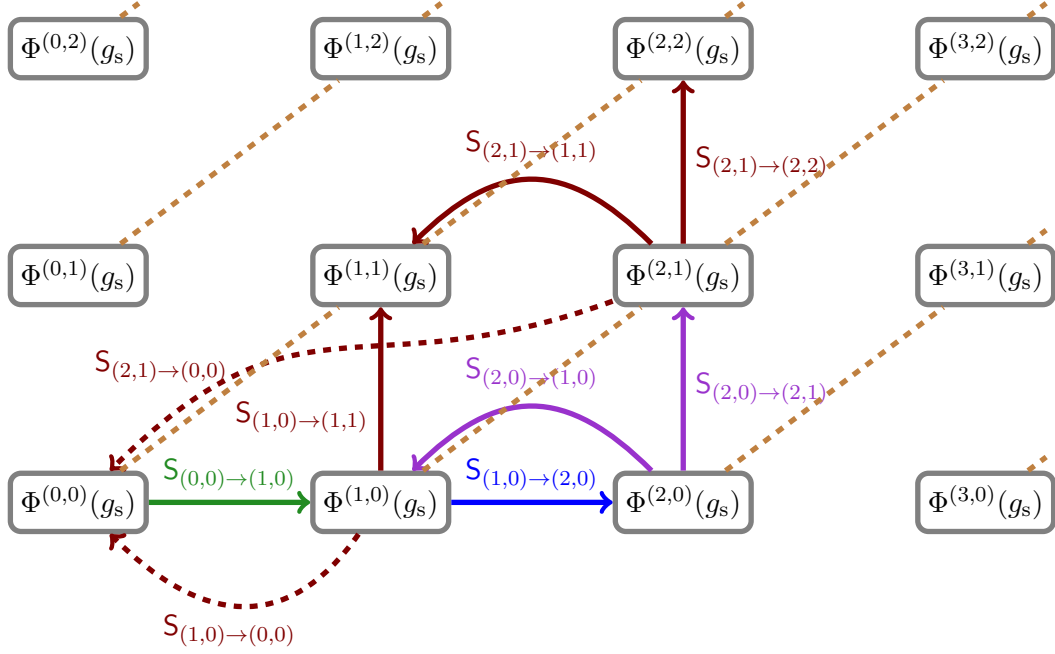 Φ^{(0,2)}(g_s) Φ^{(1,2)}(g_s) Φ^{(2,2)}(g_s) Φ^{(3,2)}(g_s)
S_{(2,1)→(1,1)} S_{(2,1)→(2,2)}
Φ^{(0,1)}(g_s) Φ^{(1,1)}(g_s) Φ^{(2,1)}(g_s) Φ^{(3,1)}(g_s)
S_{(2,1)→(0,0)} S_{(2,0)→(1,0)} S_{(2,0)→(2,1)}
S_{(1,0)→(1,1)}
S_{(0,0)→(1,0)} S_{(1,0)→(2,0)}
Φ^{(0,0)}(g_s) Φ^{(1,0)}(g_s) Φ^{(2,0)}(g_s) Φ^{(3,0)}(g_s)
S_{(1,0)→(0,0)}